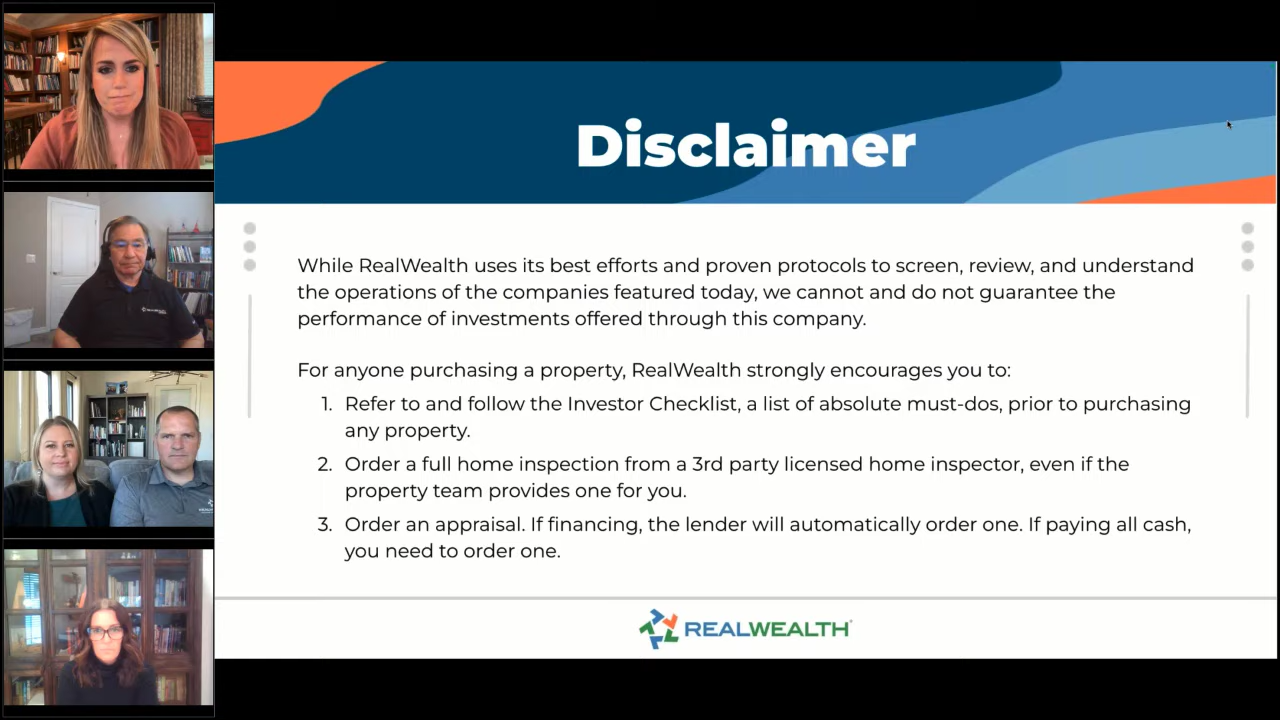 Disclaimer
While RealWealth uses its best efforts and proven protocols to screen, review, and understand
the operations of the companies featured today, we cannot and do not guarantee the
performance of investments offered through this company.
For anyone purchasing a property, RealWealth strongly encourages you to:
1. Refer to and follow the Investor Checklist, a list of absolute must-dos, prior to purchasing
any property.
2. Order a full home inspection from a 3rd party licensed home inspector, even if the
property team provides one for you.
3. Order an appraisal. If financing, the lender will automatically order one. If paying all cash,
you need to order one.
REALWEALTH